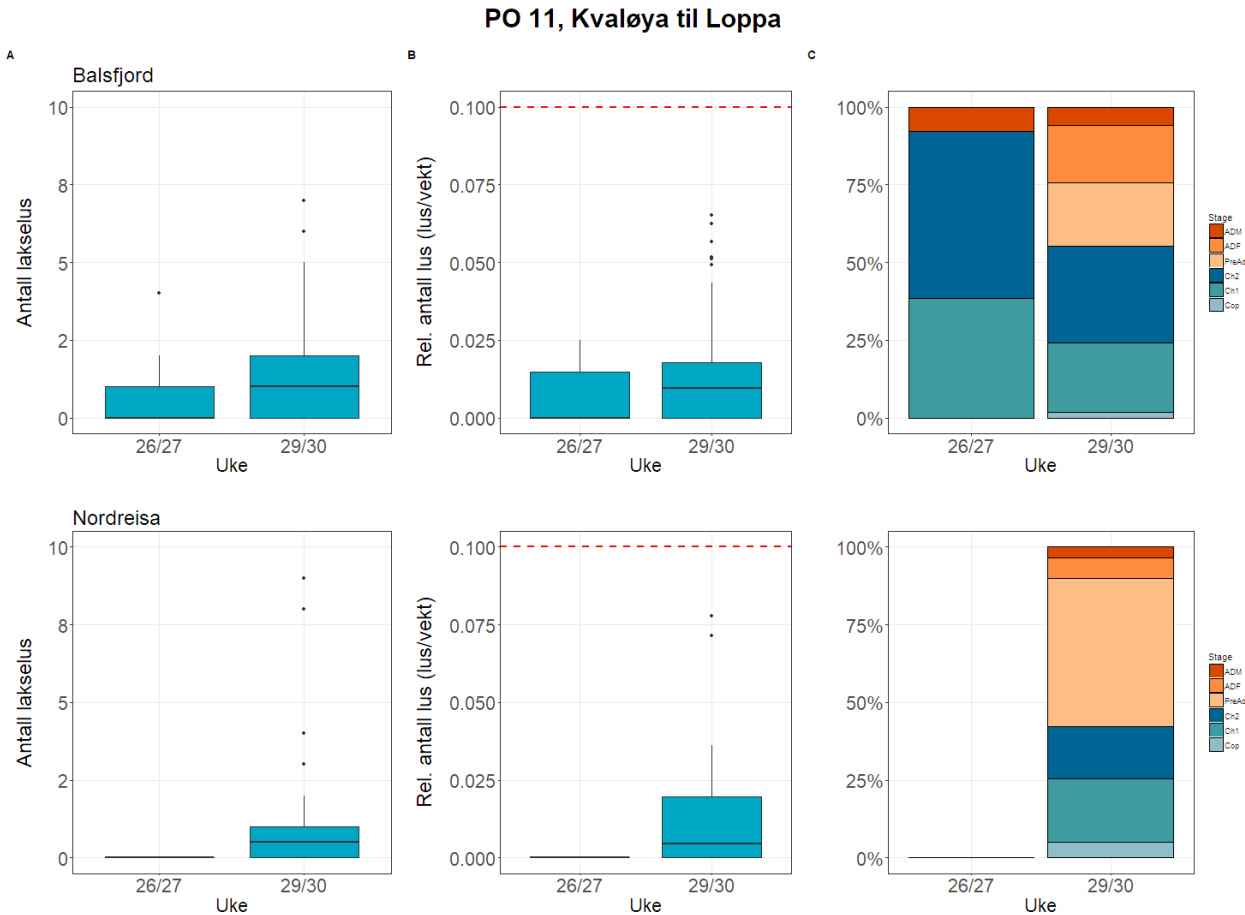 PO 11, Kvaløya til Loppa
A
B
C
Balsfjord
Antall lakselus
10
8
5
2
0
26/27
29/30
Uke
Rel. antall lus (lus/vekt)
0.100
0.075
0.050
0.025
0.000
26/27
29/30
Uke
100%
75%
50%
25%
0%
26/27
29/30
Uke
Stage
ADM
ADF
PreAd
Ch2
Ch1
Cop
Nordreisa
Antall lakselus
10
8
5
2
0
26/27
29/30
Uke
Rel. antall lus (lus/vekt)
0.100
0.075
0.050
0.025
0.000
26/27
29/30
Uke
100%
75%
50%
25%
0%
26/27
29/30
Uke
Stage
ADM
ADF
PreAd
Ch2
Ch1
Cop